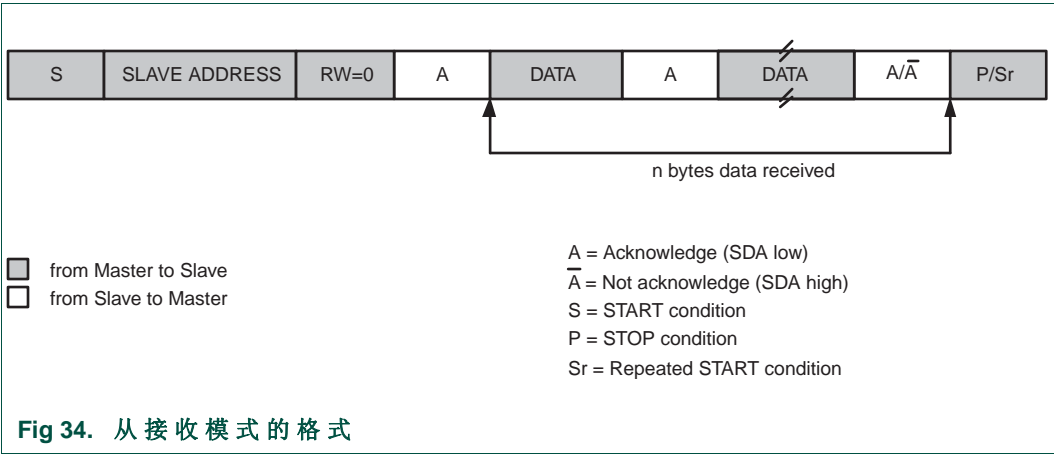 S SLAVE ADDRESS RW=0 A DATA A DATA A/A̅ P/Sr
n bytes data received
from Master to Slave
from Slave to Master
A = Acknowledge (SDA low)
A̅ = Not acknowledge (SDA high)
S = START condition
P = STOP condition
Sr = Repeated START condition
Fig 34. 从接收模式的格式